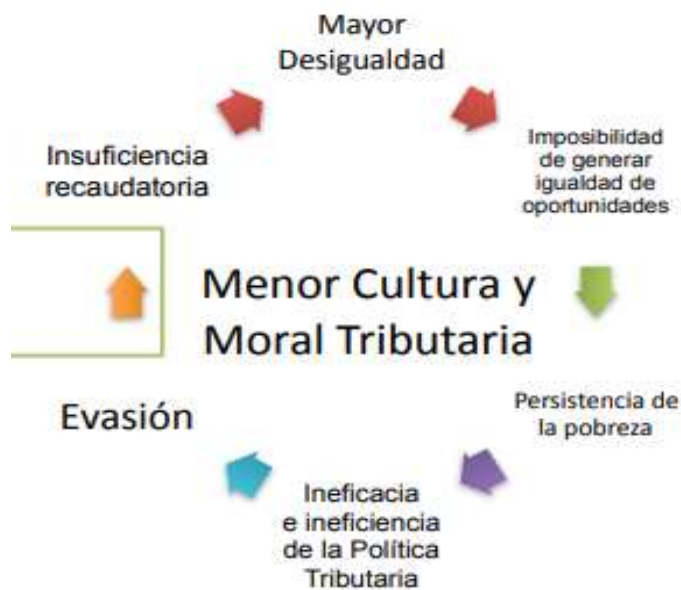 Mayor
Desigualdad
Imposibilidad
de generar
igualdad de
oportunidades
Insuficiencia
recaudatoria
Menor Cultura y
Moral Tributaria
Persistencia de
la pobreza
Evasión
Ineficacia
e ineficiencia
de la Política
Tributaria